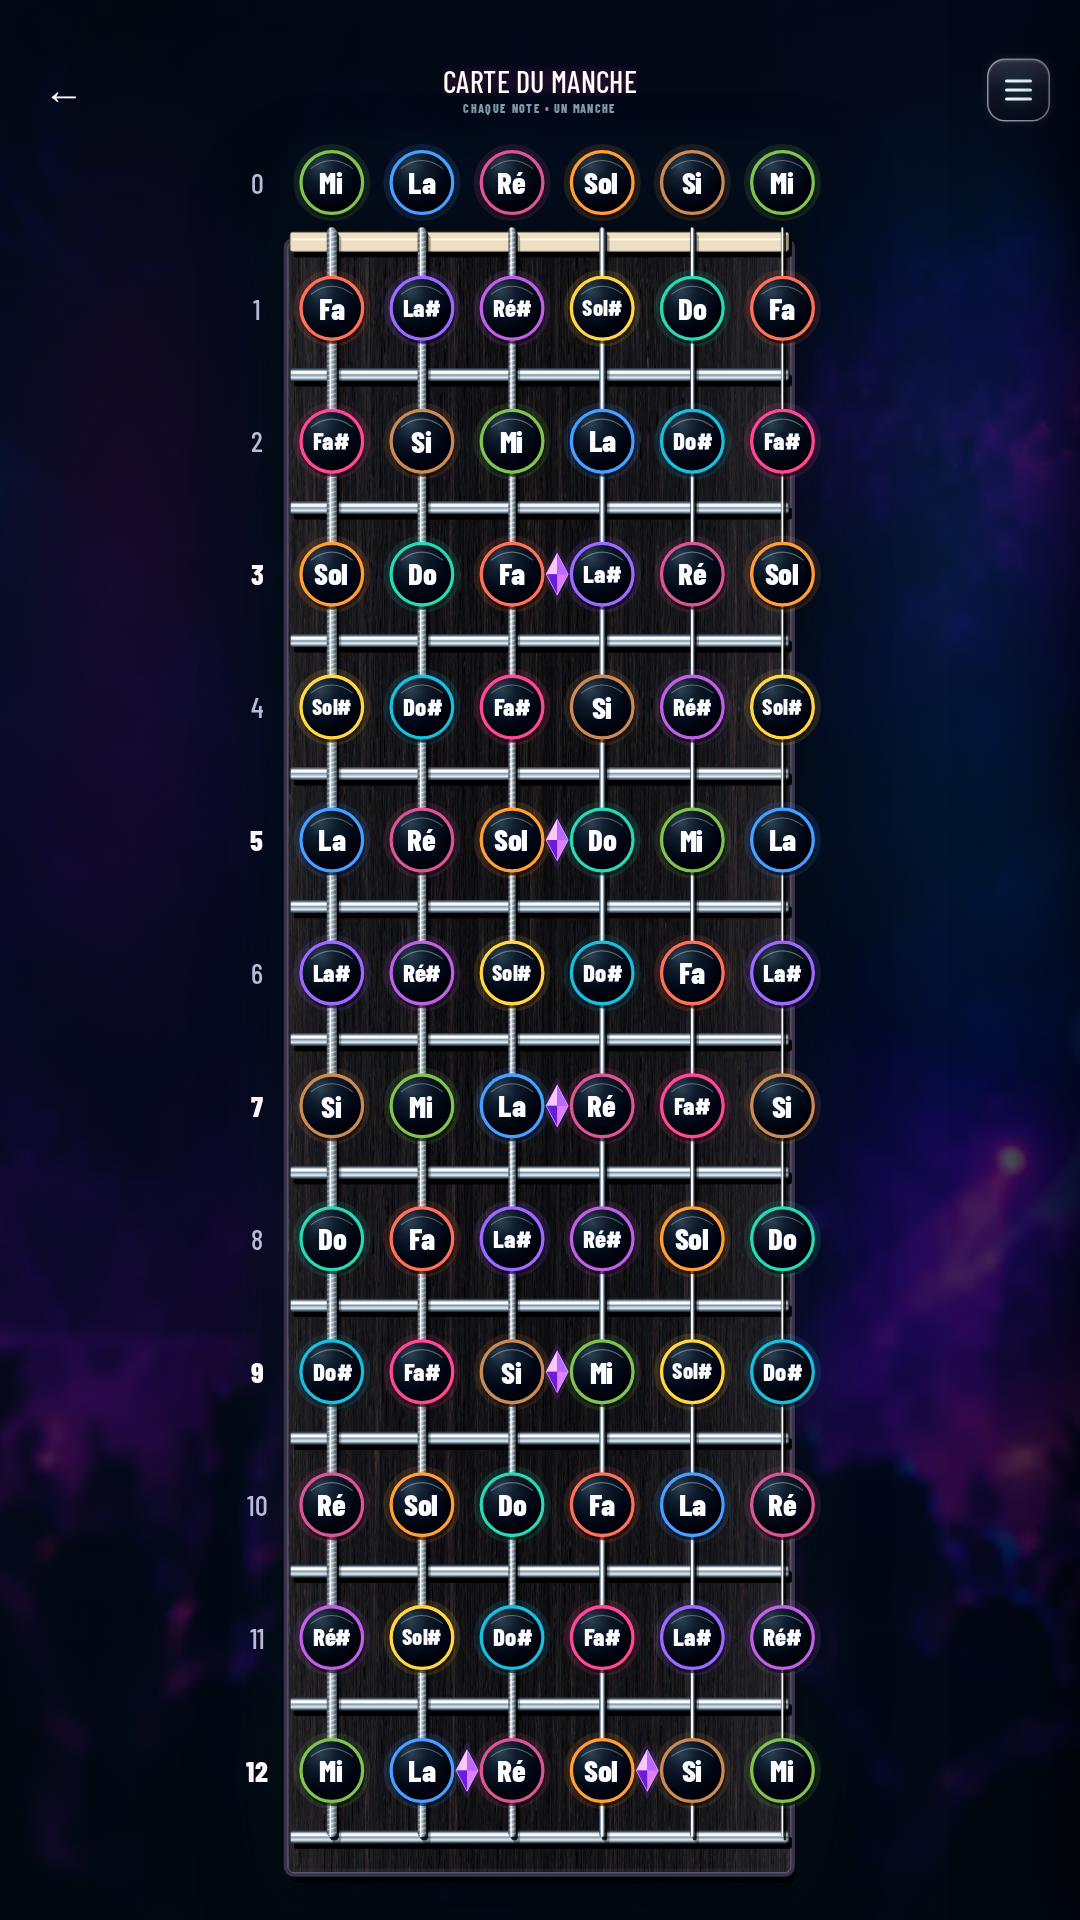 ←
CARTE DU MANCHE
CHAQUE NOTE • UN MANCHE
0 Mi La Ré Sol Si Mi
1 Fa La# Ré# Sol# Do Fa
2 Fa# Si Mi La Do# Fa#
3 Sol Do Fa La# Ré Sol
4 Sol# Do# Fa# Si Ré# Sol#
5 La Ré Sol Do Mi La
6 La# Ré# Sol# Do# Fa La#
7 Si Mi La Ré Fa# Si
8 Do Fa La# Ré# Sol Do
9 Do# Fa# Si Mi Sol# Do#
10 Ré Sol Do Fa La Ré
11 Ré# Sol# Do# Fa# La# Ré#
12 Mi La Ré Sol Si Mi